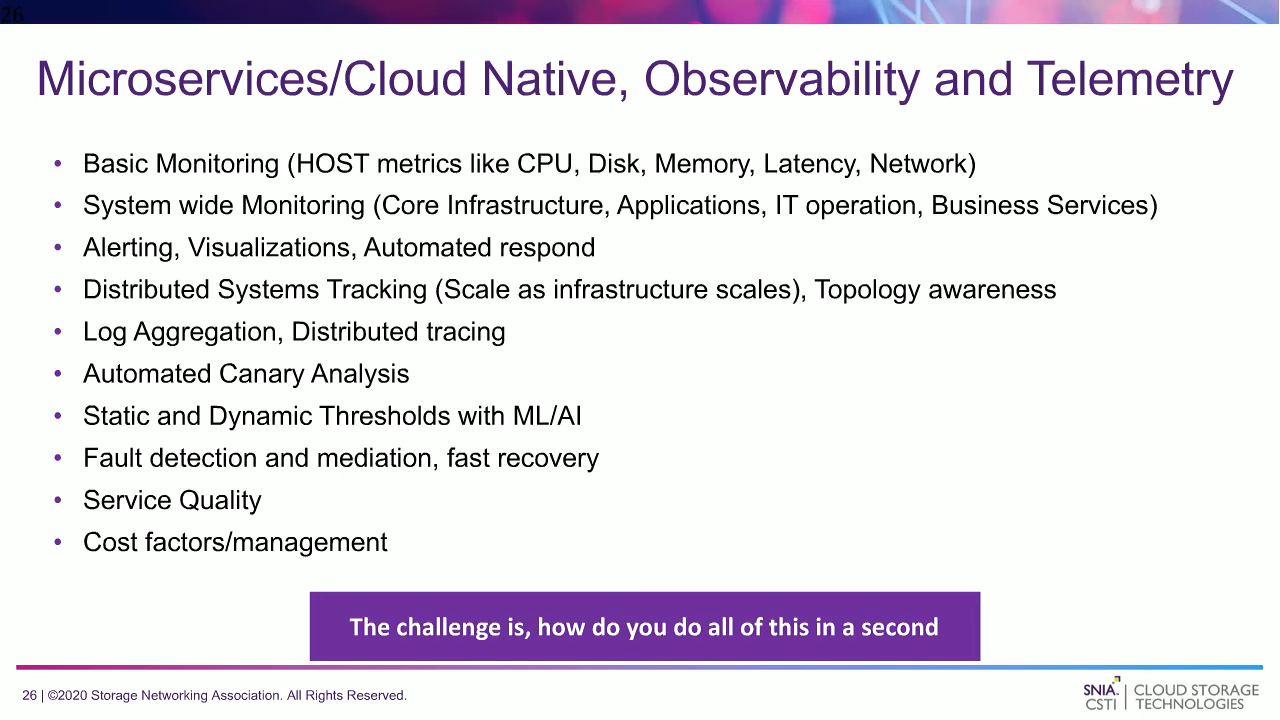 26
Microservices/Cloud Native, Observability and Telemetry
• Basic Monitoring (HOST metrics like CPU, Disk, Memory, Latency, Network)
• System wide Monitoring (Core Infrastructure, Applications, IT operation, Business Services)
• Alerting, Visualizations, Automated respond
• Distributed Systems Tracking (Scale as infrastructure scales), Topology awareness
• Log Aggregation, Distributed tracing
• Automated Canary Analysis
• Static and Dynamic Thresholds with ML/AI
• Fault detection and mediation, fast recovery
• Service Quality
• Cost factors/management
The challenge is, how do you do all of this in a second
26 | ©2020 Storage Networking Association. All Rights Reserved.
SNIA. | CLOUD STORAGE
CSTI | TECHNOLOGIES